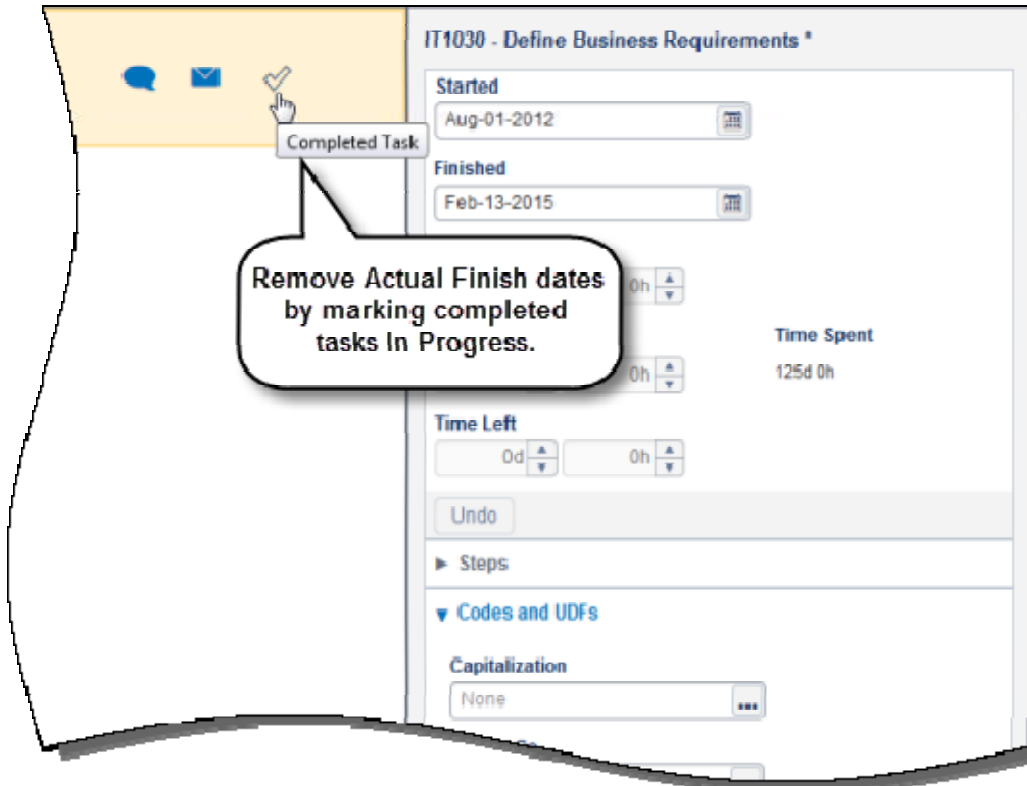 IT1030 - Define Business Requirements *
Started
Aug-01-2012
Completed Task
Finished
Feb-13-2015
Remove Actual Finish dates
by marking completed
tasks In Progress.
0h
Time Spent
0h
125d 0h
Time Left
0d 0h
Undo
Steps
Codes and UDFs
Capitalization
None
...